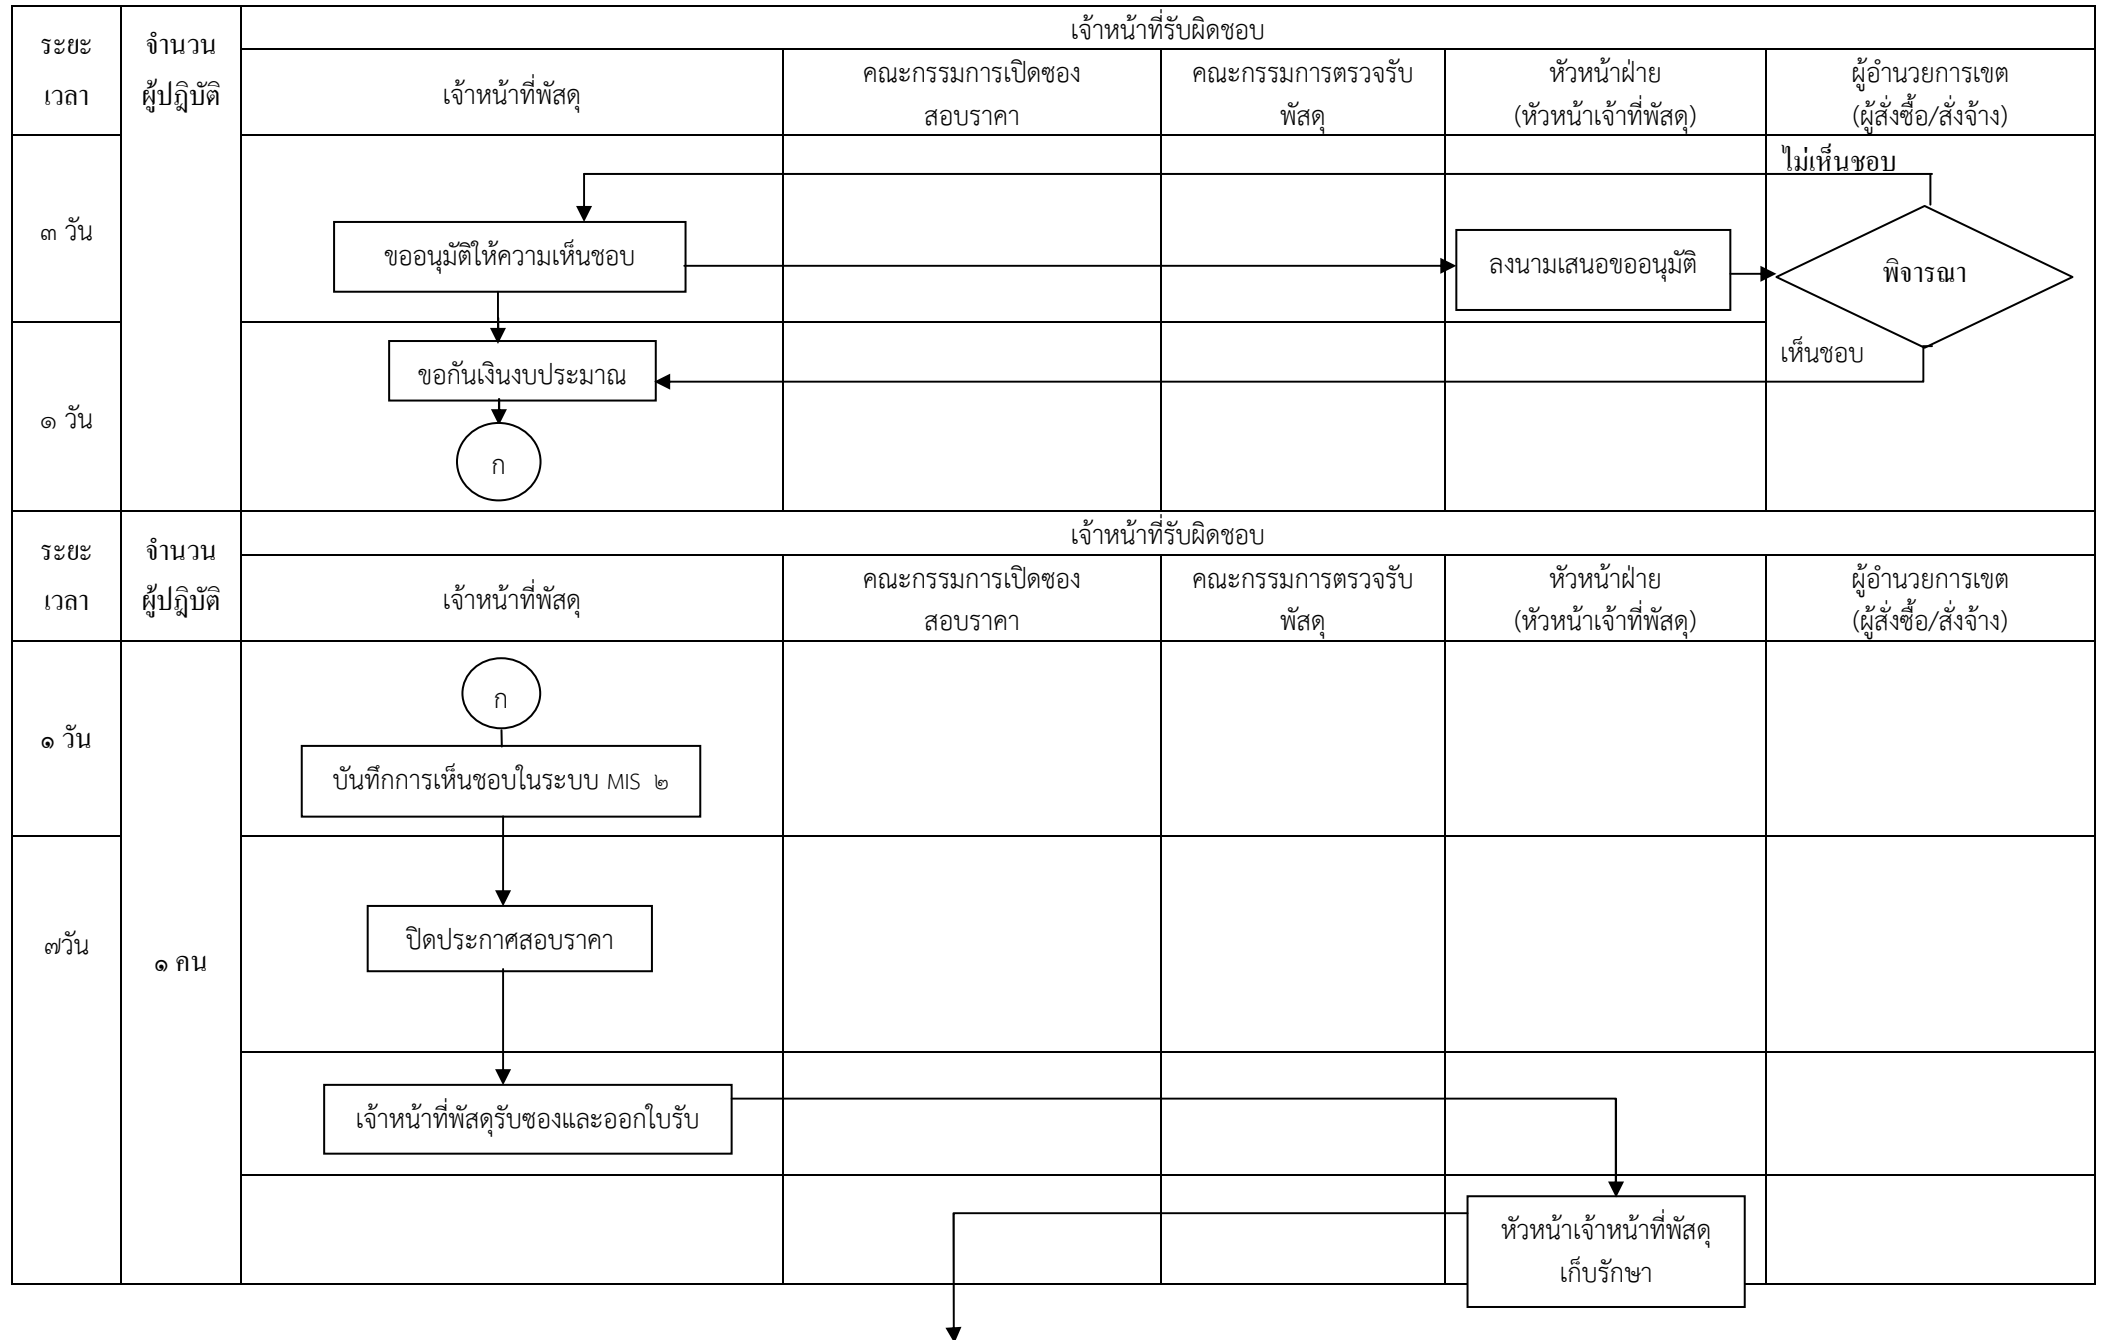 ระยะ
เวลา
จำนวน
ผู้ปฏิบัติ
เจ้าหน้าที่รับผิดชอบ
เจ้าหน้าที่พัสดุ
คณะกรรมการเปิดซอง
สอบราคา
คณะกรรมการตรวจรับ
พัสดุ
หัวหน้าฝ่าย
(หัวหน้าเจ้าที่พัสดุ)
ผู้อำนวยการเขต
(ผู้สั่งซื้อ/สั่งจ้าง)
๓ วัน
ไม่เห็นชอบ
ขออนุมัติให้ความเห็นชอบ
ลงนามเสนอขออนุมัติ
พิจารณา
๑ วัน
เห็นชอบ
ขอกันเงินงบประมาณ
ก
ระยะ
เวลา
จำนวน
ผู้ปฏิบัติ
เจ้าหน้าที่รับผิดชอบ
เจ้าหน้าที่พัสดุ
คณะกรรมการเปิดซอง
สอบราคา
คณะกรรมการตรวจรับ
พัสดุ
หัวหน้าฝ่าย
(หัวหน้าเจ้าที่พัสดุ)
ผู้อำนวยการเขต
(ผู้สั่งซื้อ/สั่งจ้าง)
๑ วัน
ก
บันทึกการเห็นชอบในระบบ MIS ๒
๗วัน
๑ คน
ปิดประกาศสอบราคา
เจ้าหน้าที่พัสดุรับซองและออกใบรับ
หัวหน้าเจ้าหน้าที่พัสดุ
เก็บรักษา